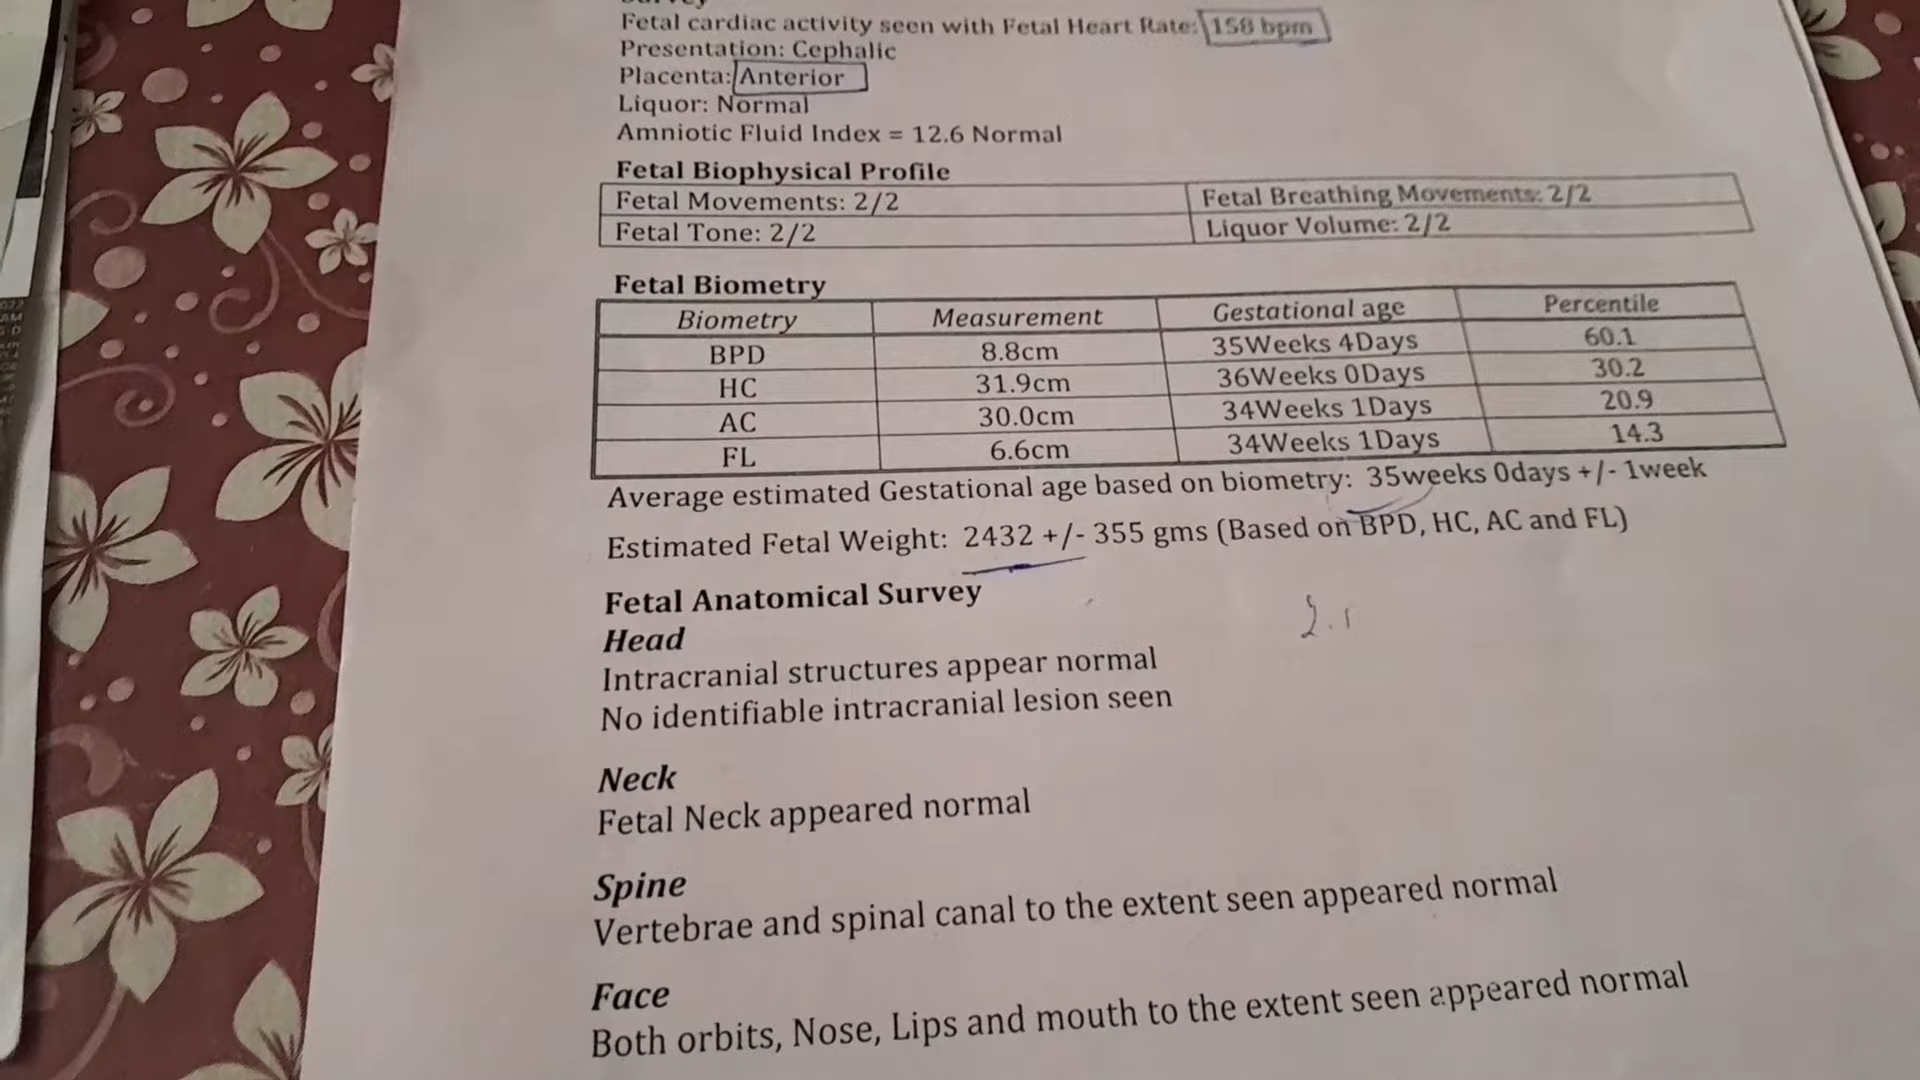 Survey
Fetal cardiac activity seen with Fetal Heart Rate: 158 bpm
Presentation: Cephalic
Placenta: Anterior
Liquor: Normal
Amniotic Fluid Index = 12.6 Normal
Fetal Biophysical Profile
Fetal Movements: 2/2 Fetal Breathing Movements: 2/2
Fetal Tone: 2/2 Liquor Volume: 2/2
Fetal Biometry
Biometry Measurement Gestational age Percentile
BPD 8.8cm 35Weeks 4Days 60.1
HC 31.9cm 36Weeks 0Days 30.2
AC 30.0cm 34Weeks 1Days 20.9
FL 6.6cm 34Weeks 1Days 14.3
Average estimated Gestational age based on biometry: 35weeks 0days +/- 1week
Estimated Fetal Weight: 2432 +/- 355 gms (Based on BPD, HC, AC and FL)
Fetal Anatomical Survey
2.1
Head
Intracranial structures appear normal
No identifiable intracranial lesion seen
Neck
Fetal Neck appeared normal
Spine
Vertebrae and spinal canal to the extent seen appeared normal
Face
Both orbits, Nose, Lips and mouth to the extent seen appeared normal